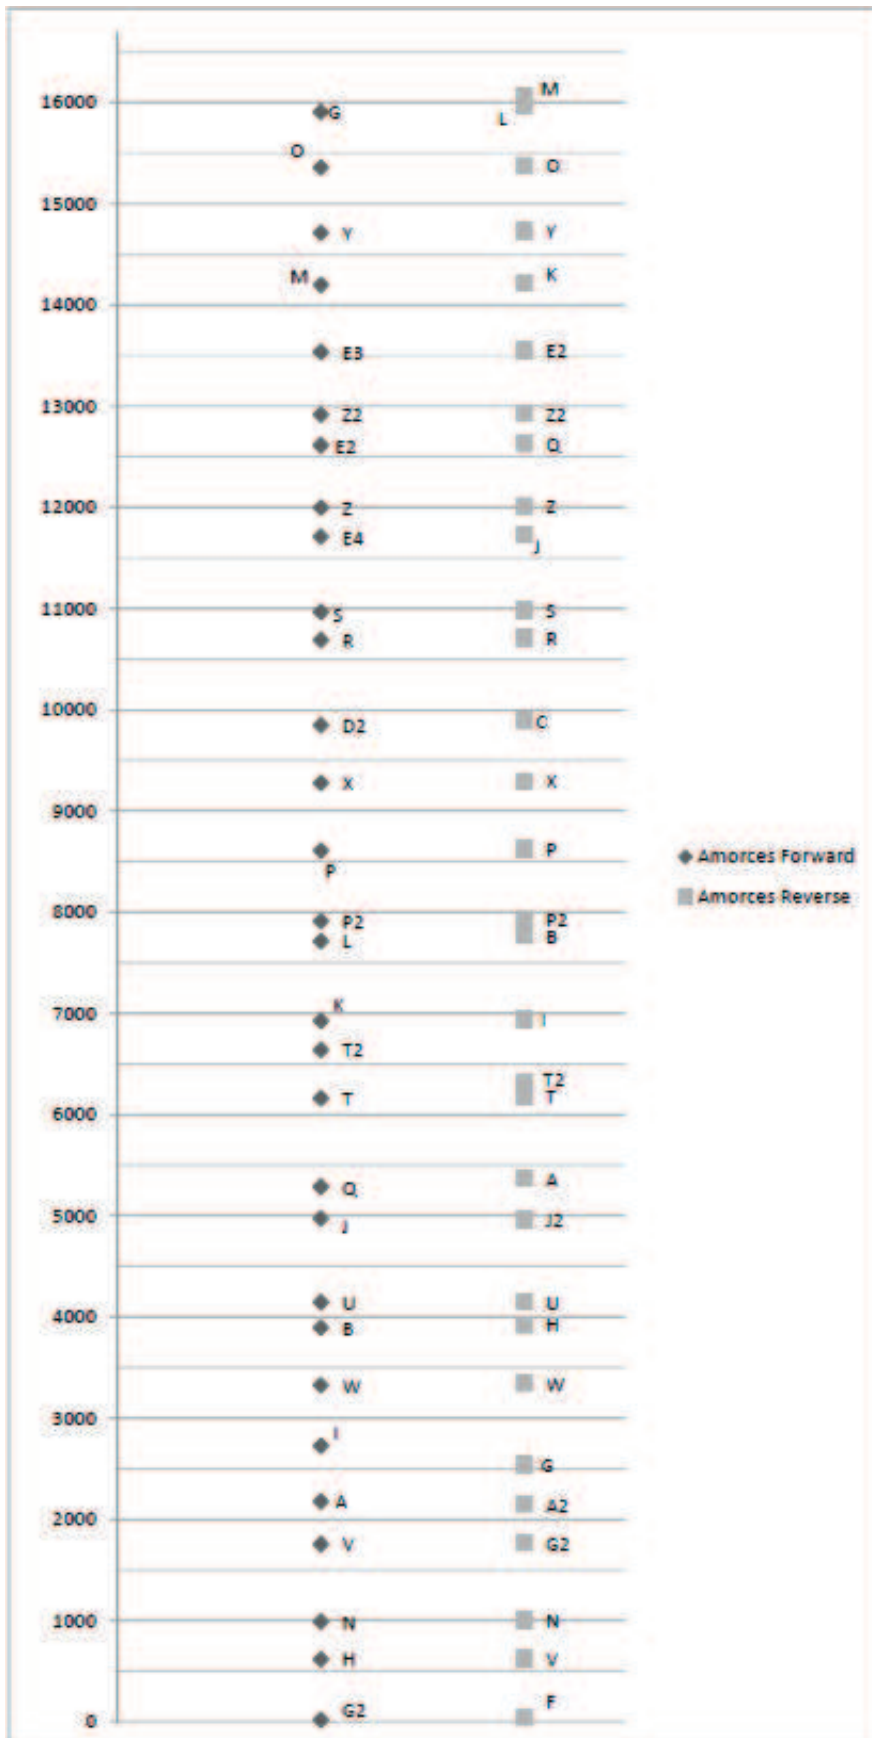 M
16000 G
L
O
O
15000
Y Y
K
M
14000
E3 E2
13000
Z2 Z2
E2 Q
12000 Z Z
E4
J
11000 S S
R R
10000
D2 C
X X
9000
P
Amorces Forward
P
Amorces Reverse
8000
P2 P2
L B
K
7000 I
T2
T2
T T
6000
A
Q
5000 J J2
U U
4000
B H
W W
3000
I
G
A A2
2000
V G2
1000 N N
H V
F
G2
0